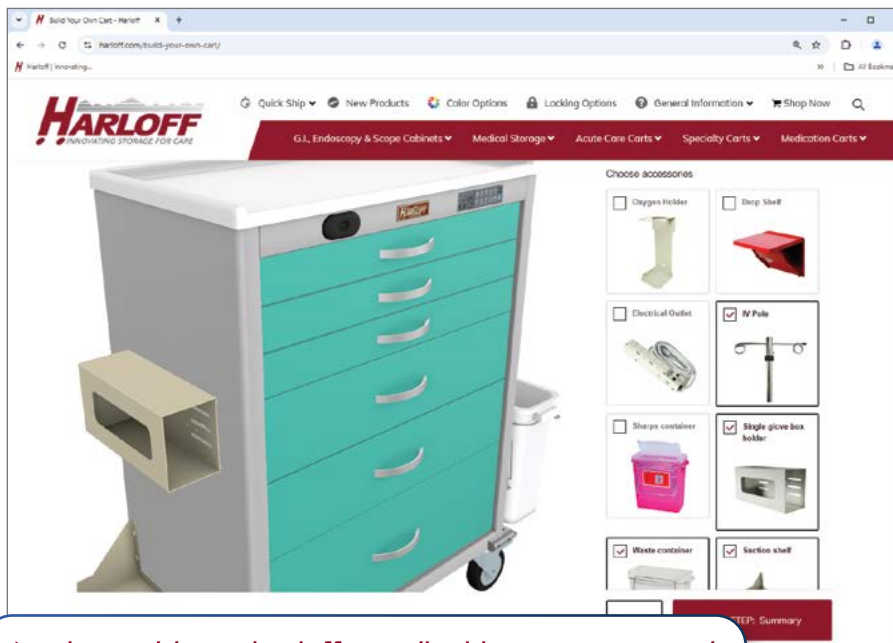 Build Your Own Cart - Harloff
harloff.com/build-your-own-cart/
Harloff | Innovating...
All Bookma
HARLOFF
INNOVATING STORAGE FOR CARE
Quick Ship
New Products
Color Options
Locking Options
General Information
Shop Now
G.I., Endoscopy & Scope Cabinets
Medical Storage
Acute Care Carts
Specialty Carts
Medication Carts
Choose accessories
Oxygen Holder
Drop Shelf
HARLOFF
Electrical Outlet
IV Pole
Sharps container
Single glove box
holder
Waste container
Suction shelf
STEP: Summary